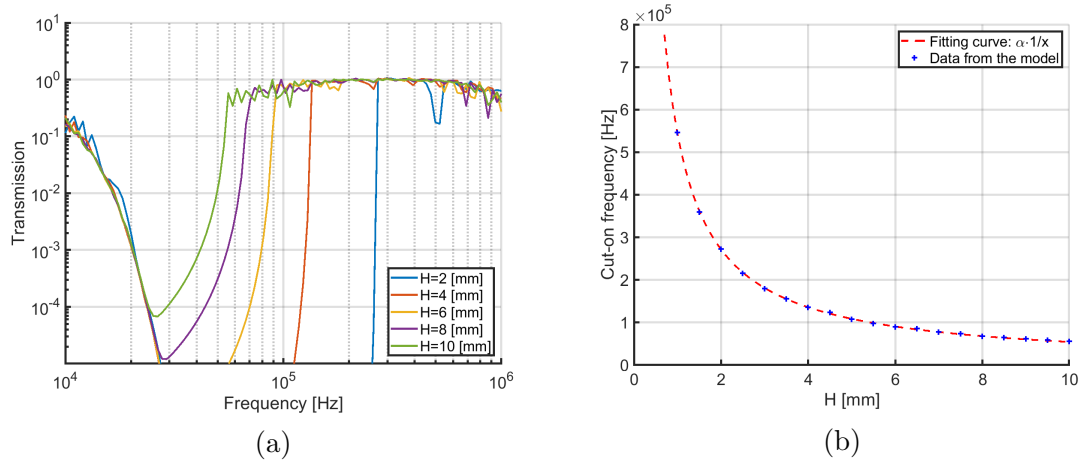 10^1
10^0
10^-1
10^-2
10^-3
10^-4
Transmission
H=2 [mm]
H=4 [mm]
H=6 [mm]
H=8 [mm]
H=10 [mm]
10^4
10^5
10^6
Frequency [Hz]
(a)
8
×10^5
7
6
5
4
3
2
1
0
Cut-on frequency [Hz]
Fitting curve: α·1/x
Data from the model
0
2
4
6
8
10
H [mm]
(b)